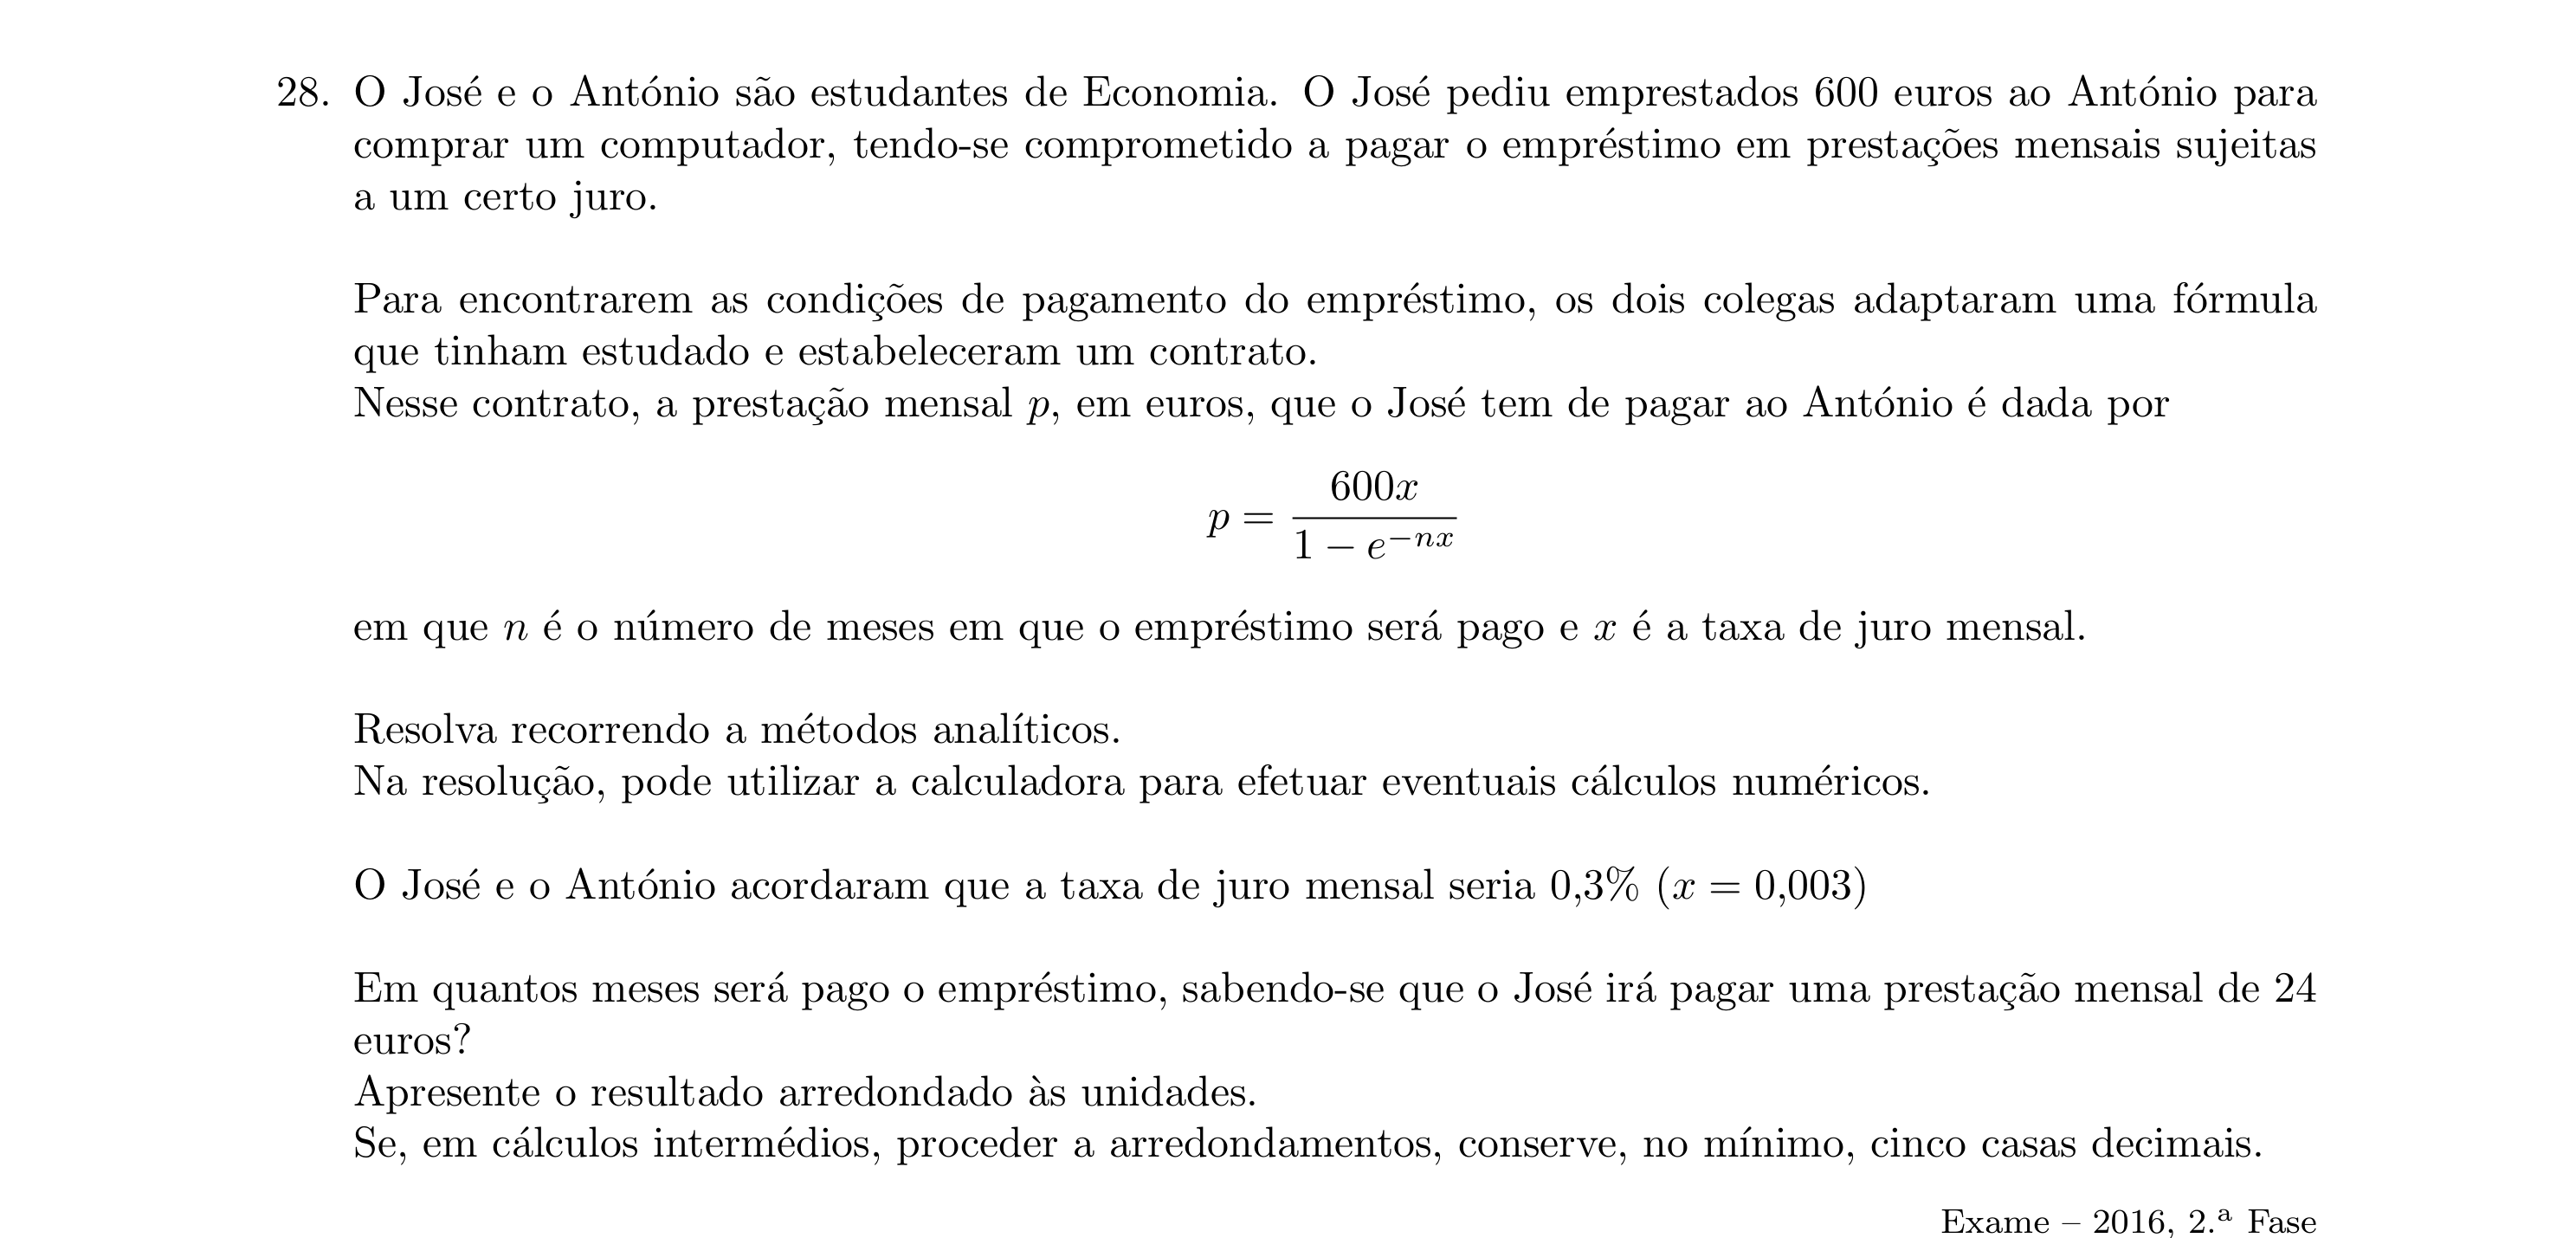 28. O José e o António são estudantes de Economia. O José pediu emprestados 600 euros ao António para
comprar um computador, tendo-se comprometido a pagar o empréstimo em prestações mensais sujeitas
a um certo juro.
Para encontrarem as condições de pagamento do empréstimo, os dois colegas adaptaram uma fórmula
que tinham estudado e estabeleceram um contrato.
Nesse contrato, a prestação mensal p, em euros, que o José tem de pagar ao António é dada por
p = \frac{600x}{1 - e^{-nx}}
em que n é o número de meses em que o empréstimo será pago e x é a taxa de juro mensal.
Resolva recorrendo a métodos analíticos.
Na resolução, pode utilizar a calculadora para efetuar eventuais cálculos numéricos.
O José e o António acordaram que a taxa de juro mensal seria 0,3% (x = 0,003)
Em quantos meses será pago o empréstimo, sabendo-se que o José irá pagar uma prestação mensal de 24
euros?
Apresente o resultado arredondado às unidades.
Se, em cálculos intermédios, proceder a arredondamentos, conserve, no mínimo, cinco casas decimais.
Exame – 2016, 2.ª Fase